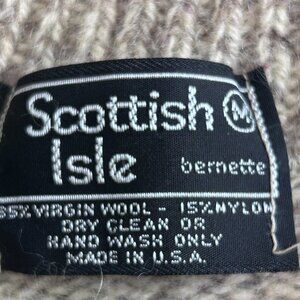 Scottish M
Isle bernette
85% VIRGIN WOOL - 15% NYLON
DRY CLEAN OR
HAND WASH ONLY
MADE IN U.S.A.